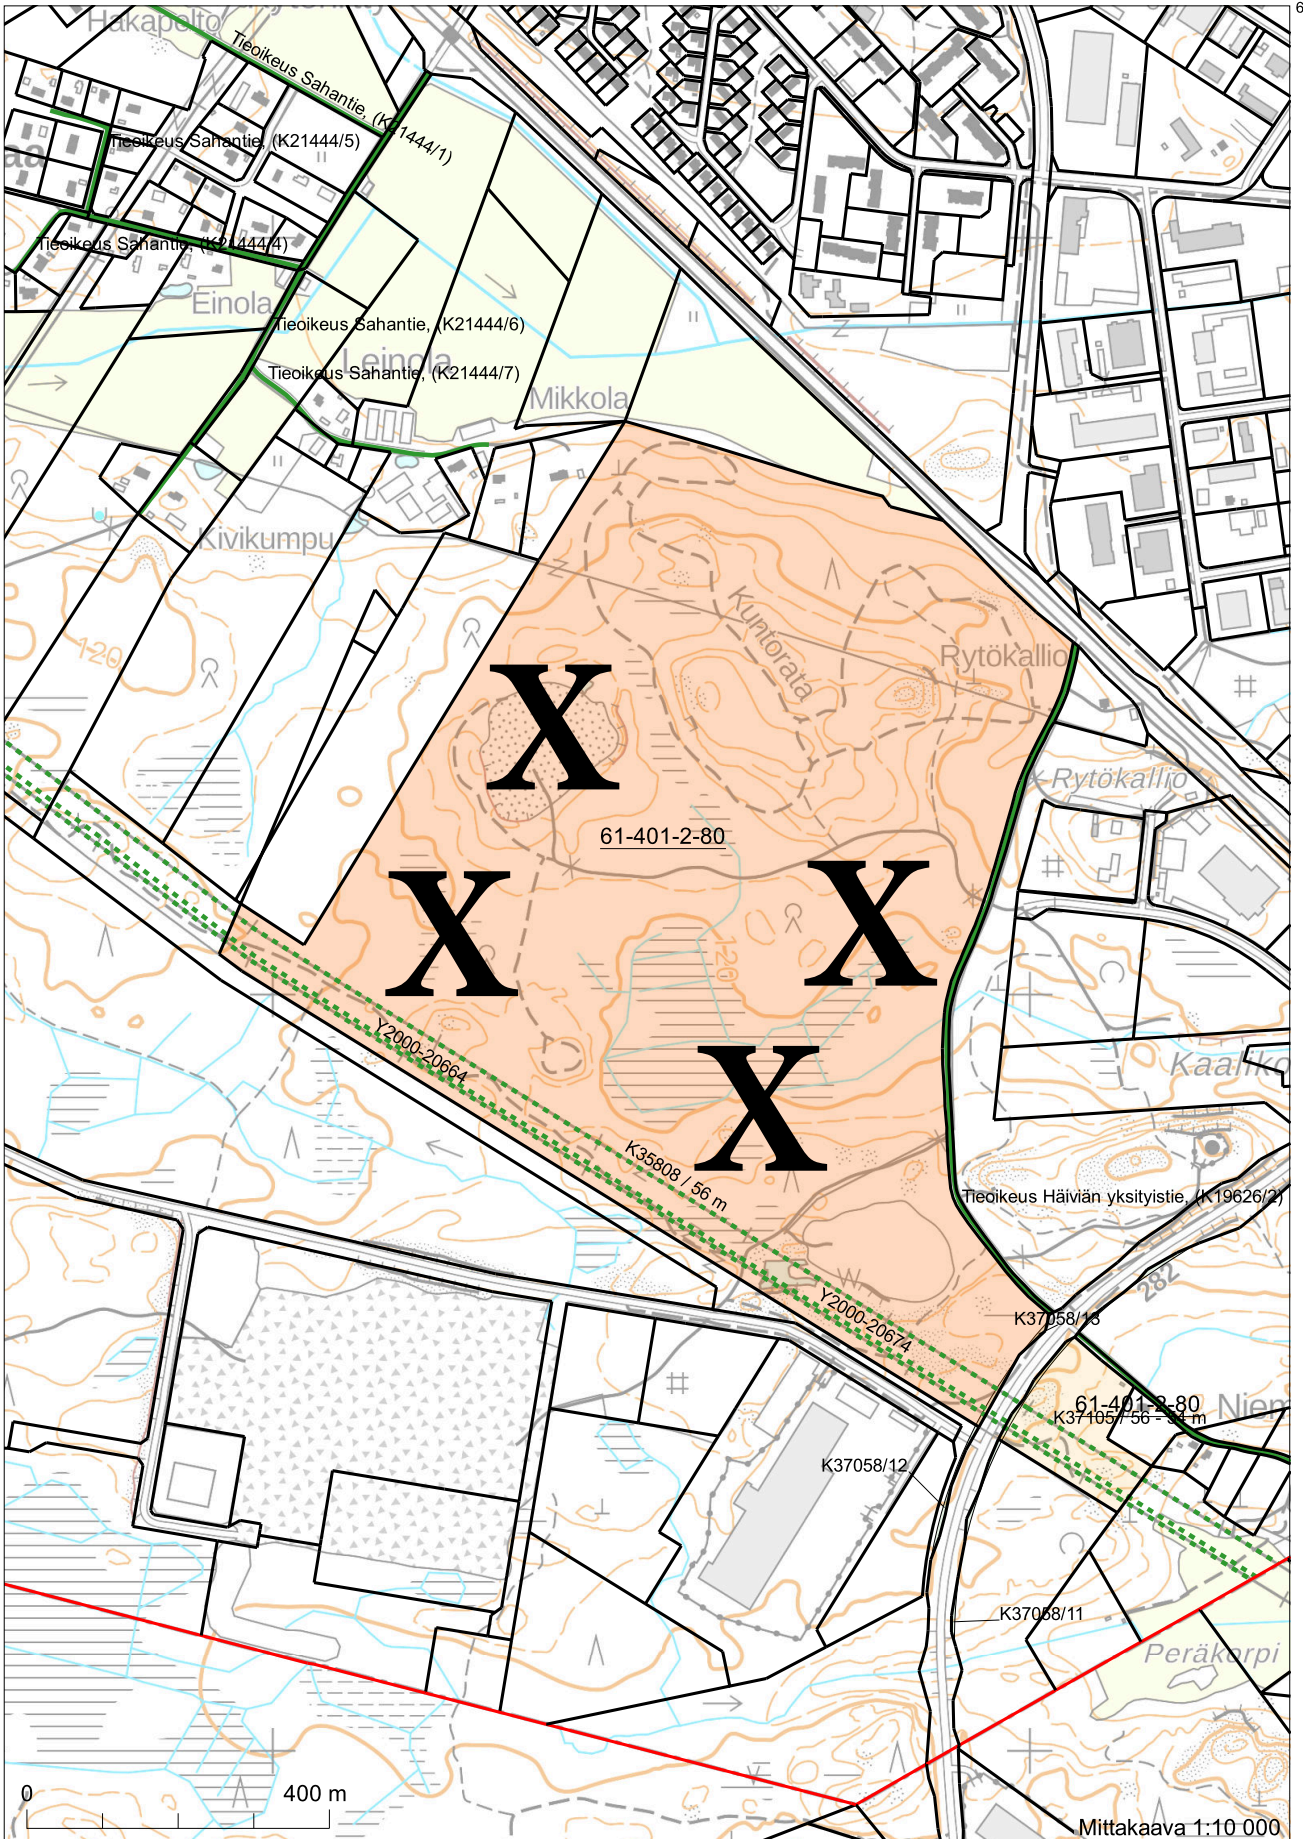 6
Hakapelto
Tieoikeus Sahantie, (K21444/1)
Tieoikeus Sahantie, (K21444/5)
aa
Tieoikeus Sahantie, (K21444/4)
Einola
Tieoikeus Sahantie, (K21444/6)
Leinola
Tieoikeus Sahantie, (K21444/7)
Mikkola
Kivikumpu
Kuntorata
Rytökallio
120
X
Rytökallio
61-401-2-80
X
X
120
Y2000-20664
X
Kaaliko
K35808 / 56 m
Tieoikeus Häiviän yksityistie, (K19626/2)
282
Y2000-20674
K37058/13
61-401-2-80
Niem
K37105 / 56 - 34 m
K37058/12
K37058/11
Peräkorpi
0
400 m
Mittakaava 1:10 000